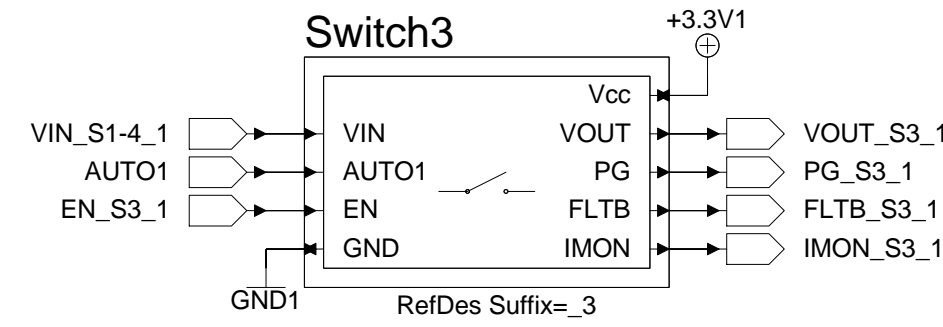 +3.3V1
Switch3
Vcc
VIN_S1-4_1 VIN VOUT VOUT_S3_1
AUTO1 AUTO1 PG PG_S3_1
EN_S3_1 EN FLTB FLTB_S3_1
GND IMON IMON_S3_1
GND1
RefDes Suffix=_3